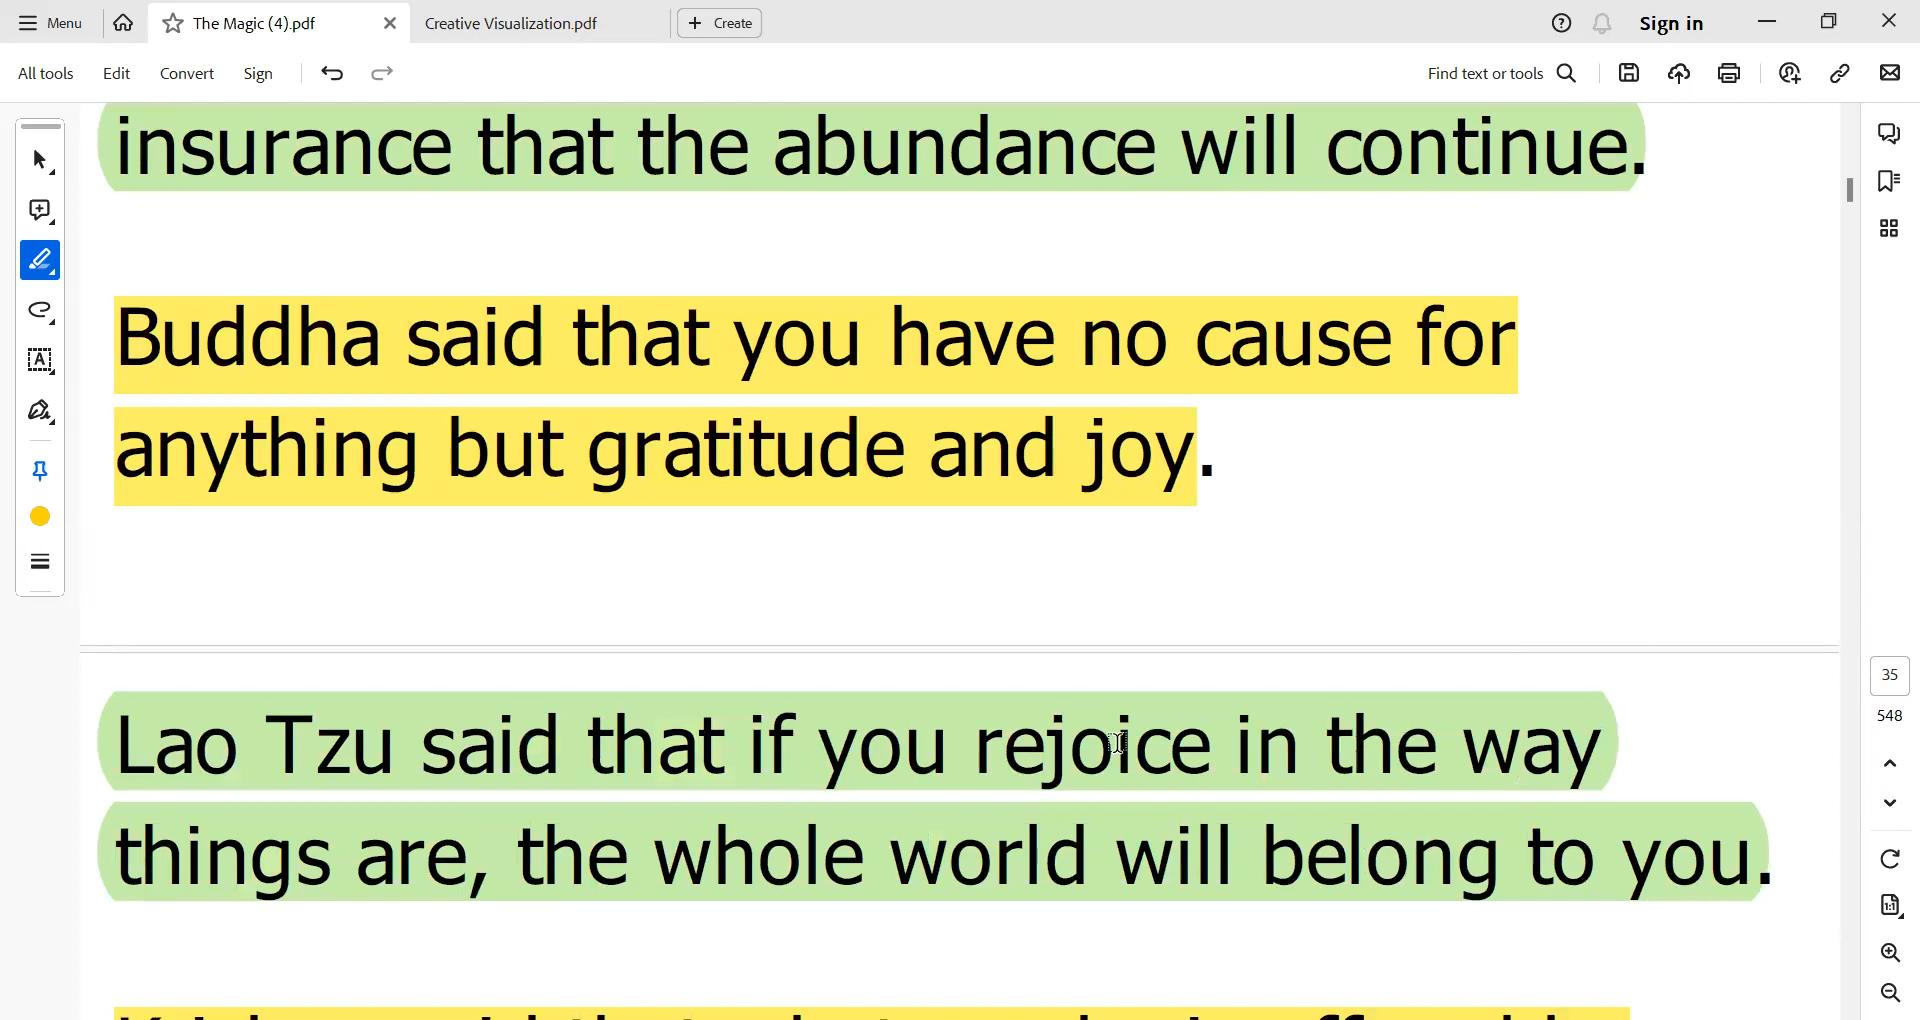 Menu
The Magic (4).pdf
Creative Visualization.pdf
Create
Sign in
All tools
Edit
Convert
Sign
Find text or tools
insurance that the abundance will continue.
Buddha said that you have no cause for
anything but gratitude and joy.
Lao Tzu said that if you rejoice in the way
things are, the whole world will belong to you.
35
548